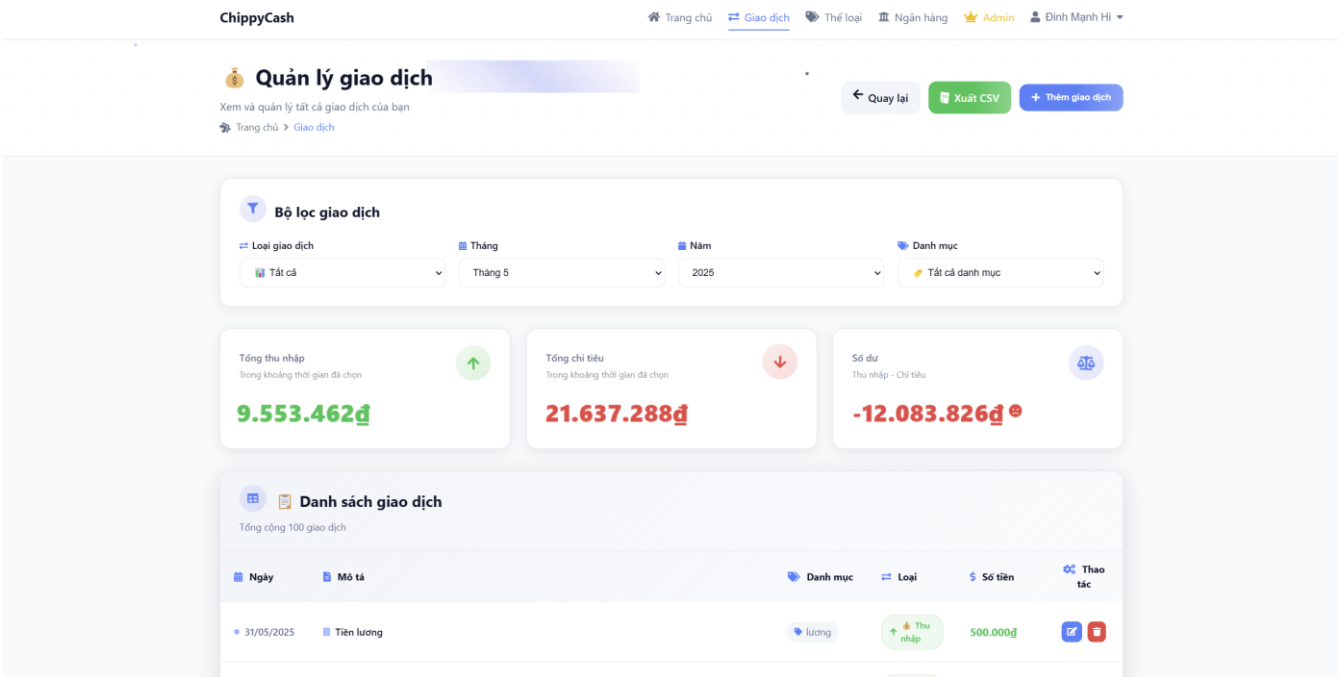 ChippyCash
Trang chủ
Giao dịch
Thể loại
Ngân hàng
Admin
Đinh Mạnh Hi
Quản lý giao dịch
Xem và quản lý tất cả giao dịch của bạn
Trang chủ > Giao dịch
Quay lại
Xuất CSV
+ Thêm giao dịch
Bộ lọc giao dịch
Loại giao dịch
Tháng
Năm
Danh mục
Tất cả
Tháng 5
2025
Tất cả danh mục
Tổng thu nhập
Trong khoảng thời gian đã chọn
9.553.462₫
Tổng chi tiêu
Trong khoảng thời gian đã chọn
21.637.288₫
Số dư
Thu nhập - Chi tiêu
-12.083.826₫
Danh sách giao dịch
Tổng cộng 100 giao dịch
Ngày
Mô tả
Danh mục
Loại
$ Số tiền
Thao
tác
31/05/2025
Tiền lương
lương
Thu
nhập
500.000₫